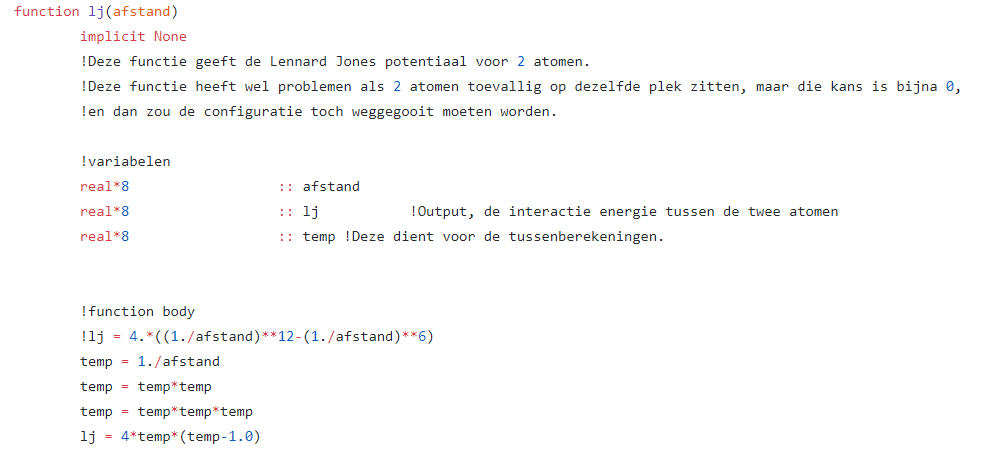 function lj(afstand)
implicit None
!Deze functie geeft de Lennard Jones potentiaal voor 2 atomen.
!Deze functie heeft wel problemen als 2 atomen toevallig op dezelfde plek zitten, maar die kans is bijna 0,
!en dan zou de configuratie toch weggegooit moeten worden.
!variabelen
real*8 :: afstand
real*8 :: lj !Output, de interactie energie tussen de twee atomen
real*8 :: temp !Deze dient voor de tussenberekeningen.
!function body
!lj = 4.*((1./afstand)**12-(1./afstand)**6)
temp = 1./afstand
temp = temp*temp
temp = temp*temp*temp
lj = 4*temp*(temp-1.0)